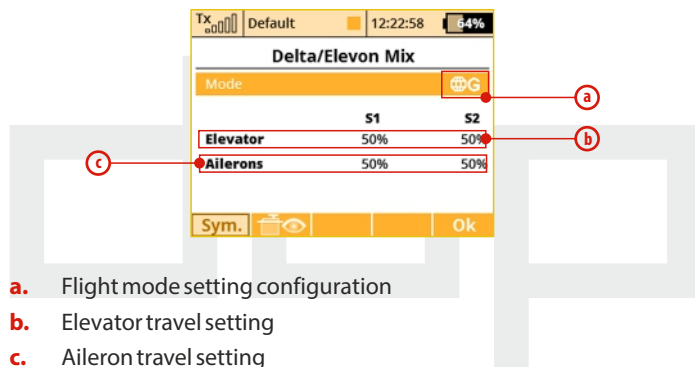 Tx Default 12:22:58 64%
Delta/Elevon Mix
Mode G
a
S1 S2
Elevator 50% 50%
b
c
Ailerons 50% 50%
Sym. Ok
a. Flight mode setting configuration
b. Elevator travel setting
c. Aileron travel setting